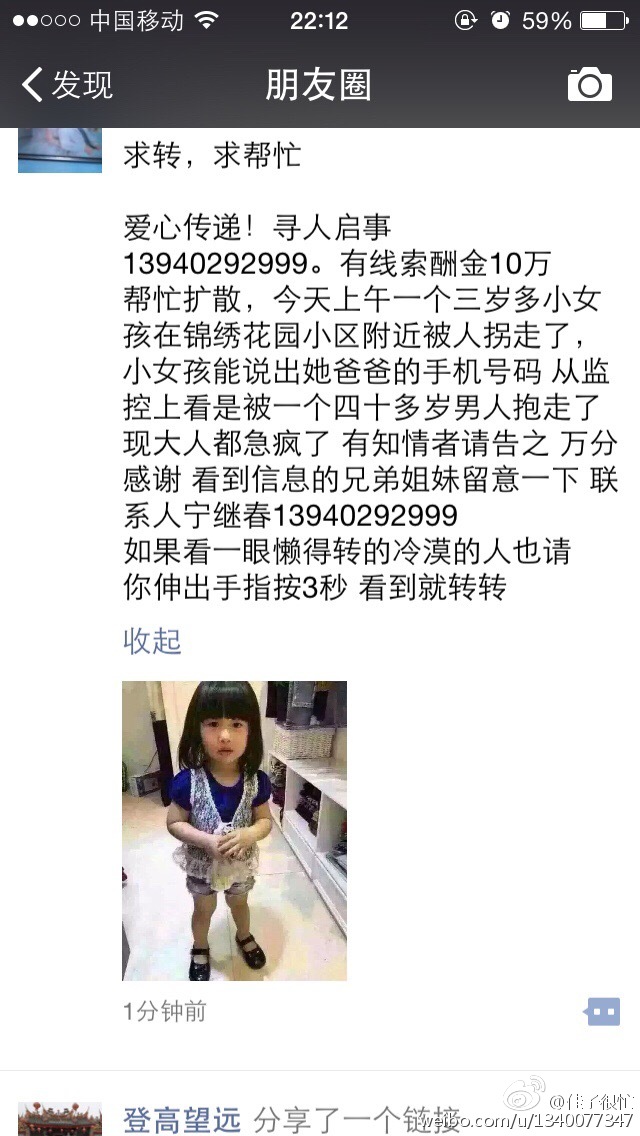 中国移动 22:12 59%
发现 朋友圈
求转，求帮忙
爱心传递！寻人启事
13940292999。有线索酬金10万
帮忙扩散，今天上午一个三岁多小女
孩在锦绣花园小区附近被人拐走了，
小女孩能说出她爸爸的手机号码 从监
控上看是被一个四十多岁男人抱走了
现大人都急疯了 有知情者请告之 万分
感谢 看到信息的兄弟姐妹留意一下 联
系人宁继春13940292999
如果看一眼懒得转的冷漠的人也请
你伸出手指按3秒 看到就转转
收起
1分钟前
登高望远 分享了一个链接
@佳子很忙
weibo.com/u/1340077347